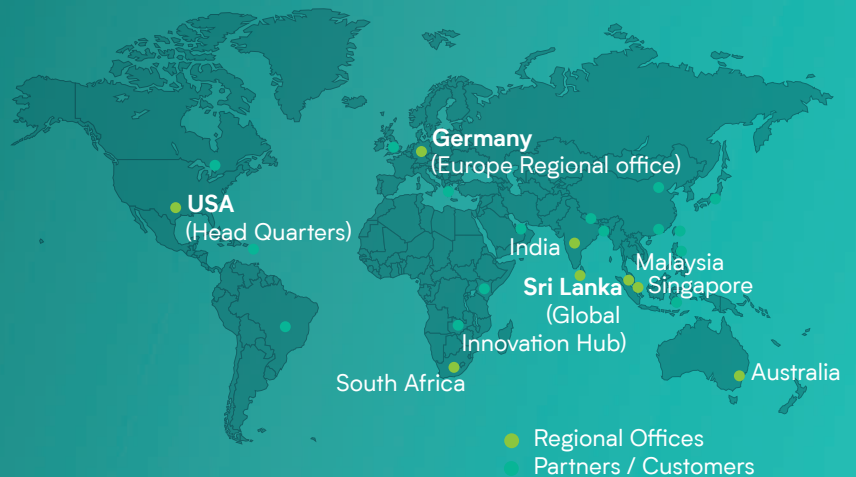 Germany
(Europe Regional office)
USA
(Head Quarters)
India
Malaysia
Singapore
Sri Lanka
(Global
Innovation Hub)
South Africa
Australia
Regional Offices
Partners / Customers